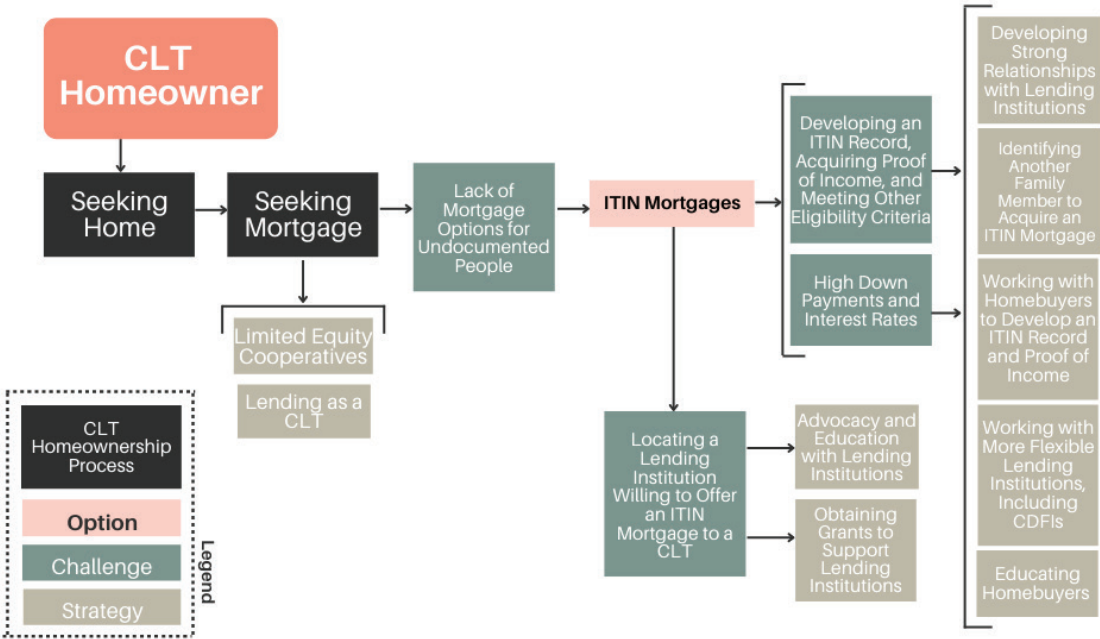 CLT
Homeowner
Seeking
Home
Seeking
Mortgage
Limited Equity
Cooperatives
Lending as a
CLT
Lack of
Mortgage
Options for
Undocumented
People
ITIN Mortgages
Developing an
ITIN Record,
Acquiring Proof
of Income, and
Meeting Other
Eligibility Criteria
High Down
Payments and
Interest Rates
Developing
Strong
Relationships
with Lending
Institutions
Identifying
Another
Family
Member to
Acquire an
ITIN Mortgage
Working with
Homebuyers
to Develop an
ITIN Record
and Proof of
Income
Working with
More Flexible
Lending
Institutions,
Including
CDFIs
Educating
Homebuyers
Locating a
Lending
Institution
Willing to Offer
an ITIN
Mortgage to a
CLT
Advocacy and
Education
with Lending
Institutions
Obtaining
Grants to
Support
Lending
Institutions
CLT
Homeownership
Process
Option
Challenge
Strategy
Legend